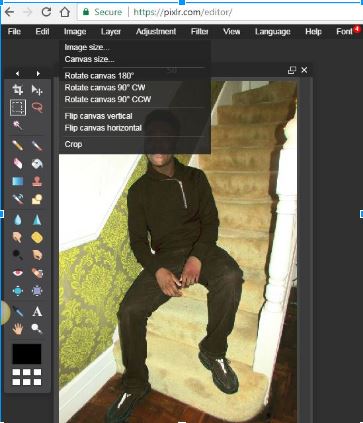 Secure https://pixlr.com/editor/
File Edit Image Layer Adjustment Filter View Language Help Font 4
Image size...
Canvas size...
Rotate canvas 180°
Rotate canvas 90° CW
Rotate canvas 90° CCW
Flip canvas vertical
Flip canvas horizontal
Crop
A